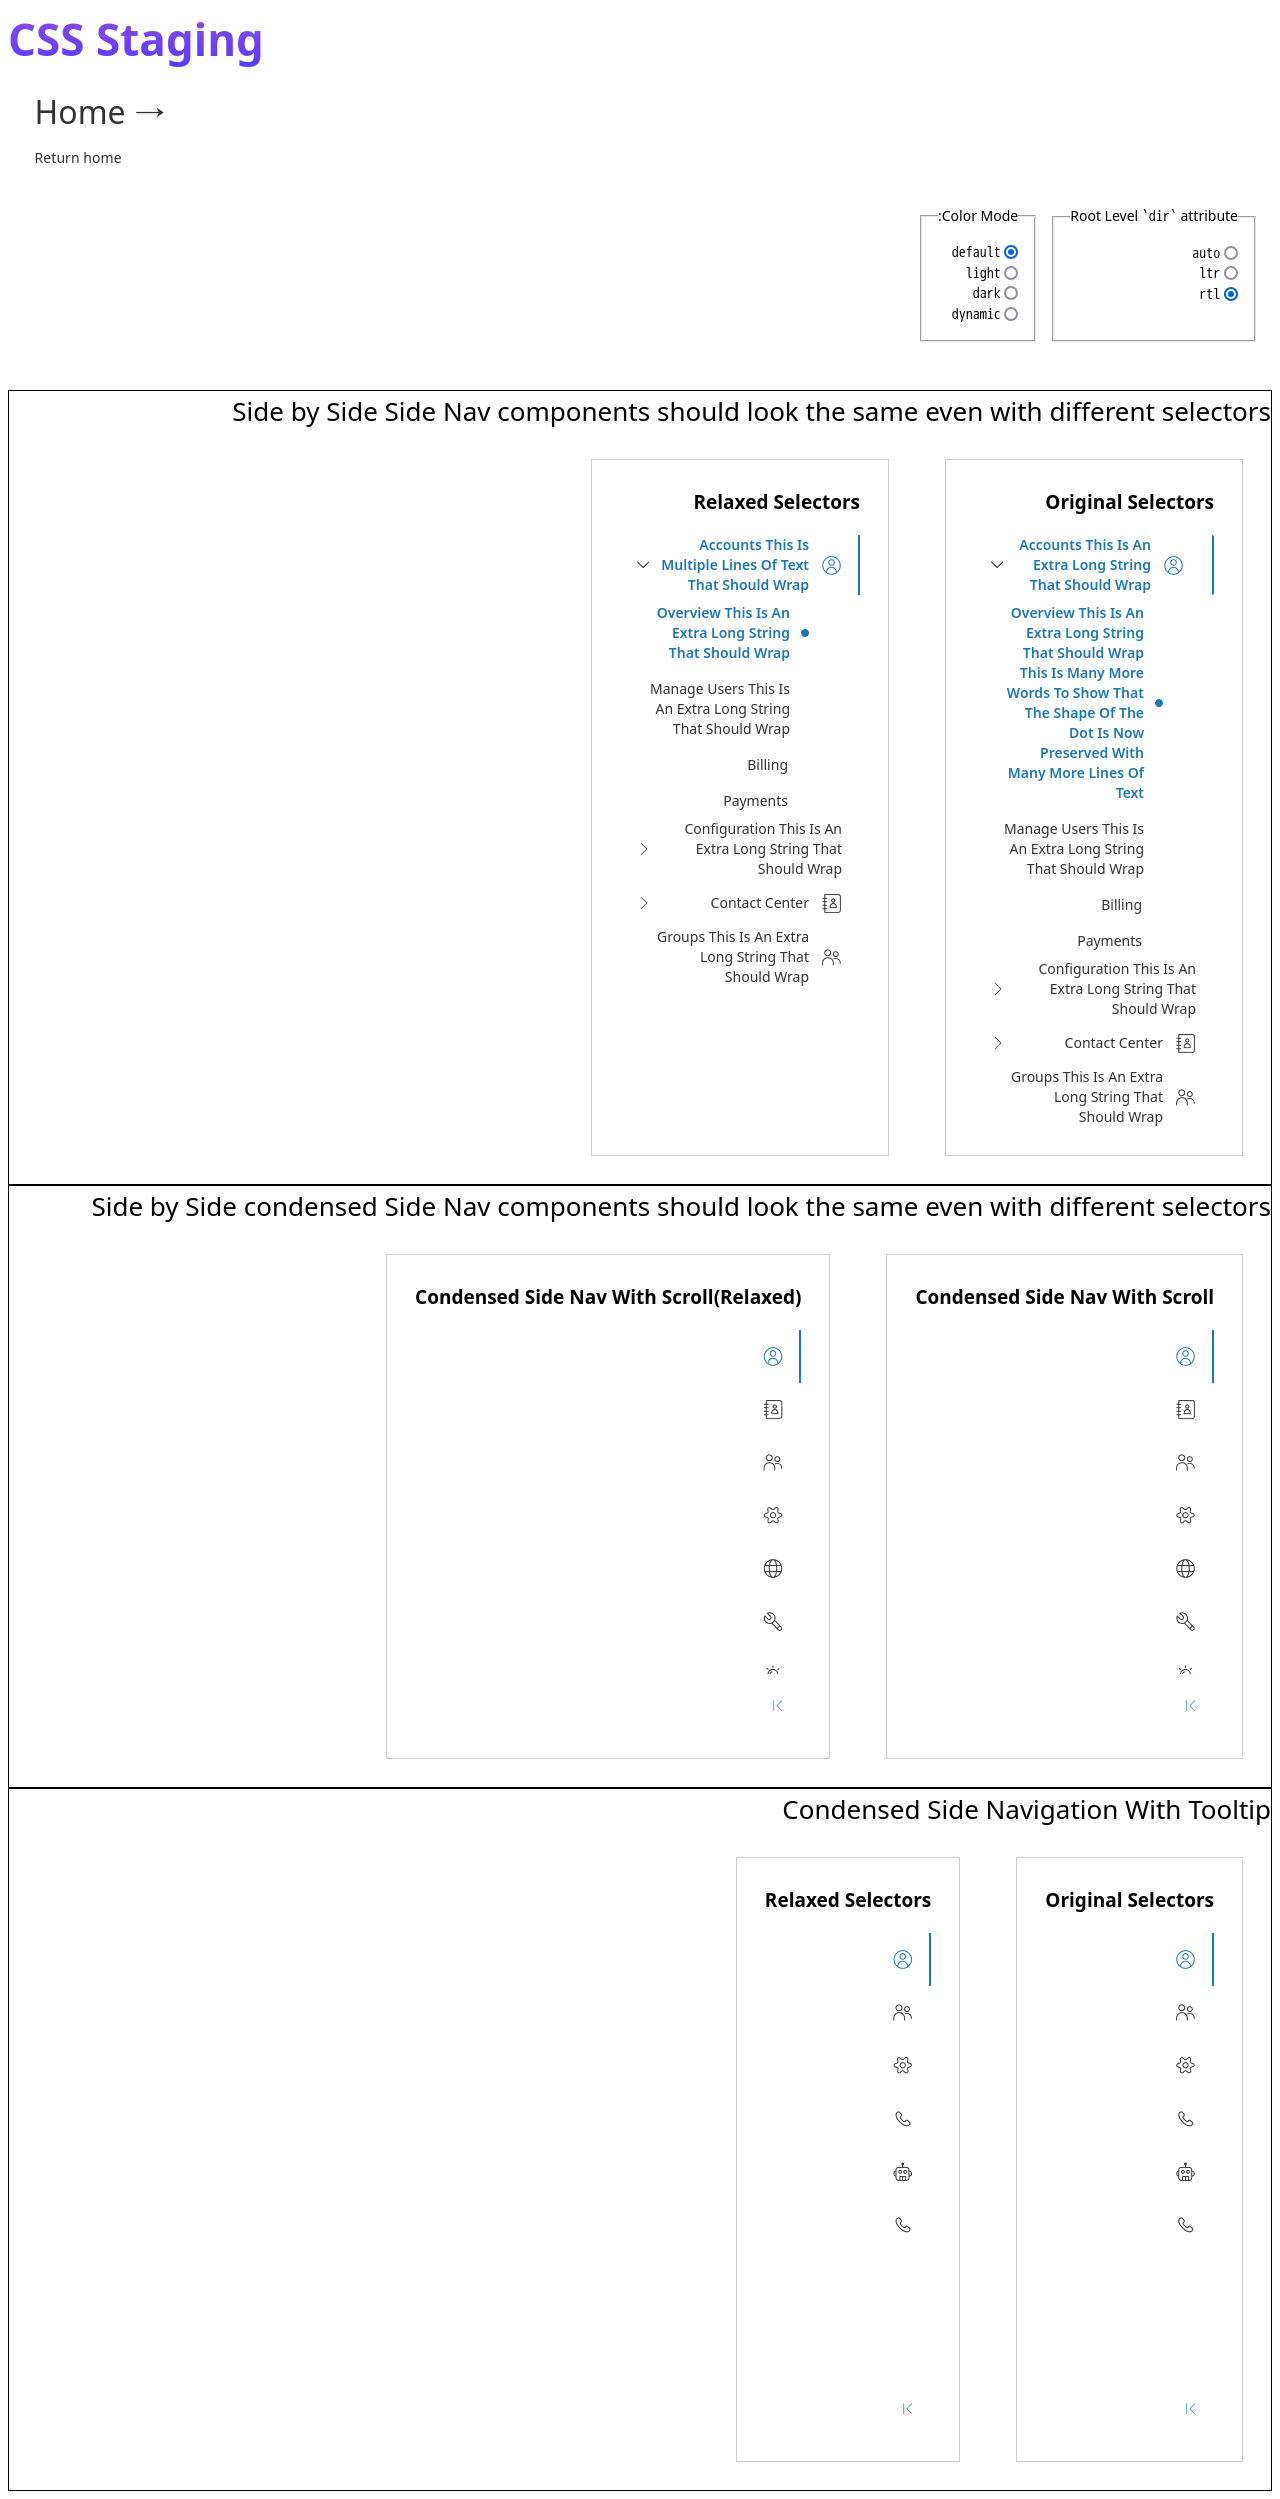 CSS Staging
Home →
Return home
Root Level `dir` attribute
auto
ltr
rtl
:Color Mode
default
light
dark
dynamic
Side by Side Side Nav components should look the same even with different selectors
Original Selectors
Accounts This Is An
Extra Long String
That Should Wrap
Overview This Is An
Extra Long String
That Should Wrap
This Is Many More
Words To Show That
The Shape Of The
Dot Is Now
Preserved With
Many More Lines Of
Text
Manage Users This Is
An Extra Long String
That Should Wrap
Billing
Payments
Configuration This Is An
Extra Long String That
Should Wrap
Contact Center
Groups This Is An Extra
Long String That
Should Wrap
Relaxed Selectors
Accounts This Is
Multiple Lines Of Text
That Should Wrap
Overview This Is An
Extra Long String
That Should Wrap
Manage Users This Is
An Extra Long String
That Should Wrap
Billing
Payments
Configuration This Is An
Extra Long String That
Should Wrap
Contact Center
Groups This Is An Extra
Long String That
Should Wrap
Side by Side condensed Side Nav components should look the same even with different selectors
Condensed Side Nav With Scroll
Condensed Side Nav With Scroll(Relaxed)
Condensed Side Navigation With Tooltip
Original Selectors
Relaxed Selectors